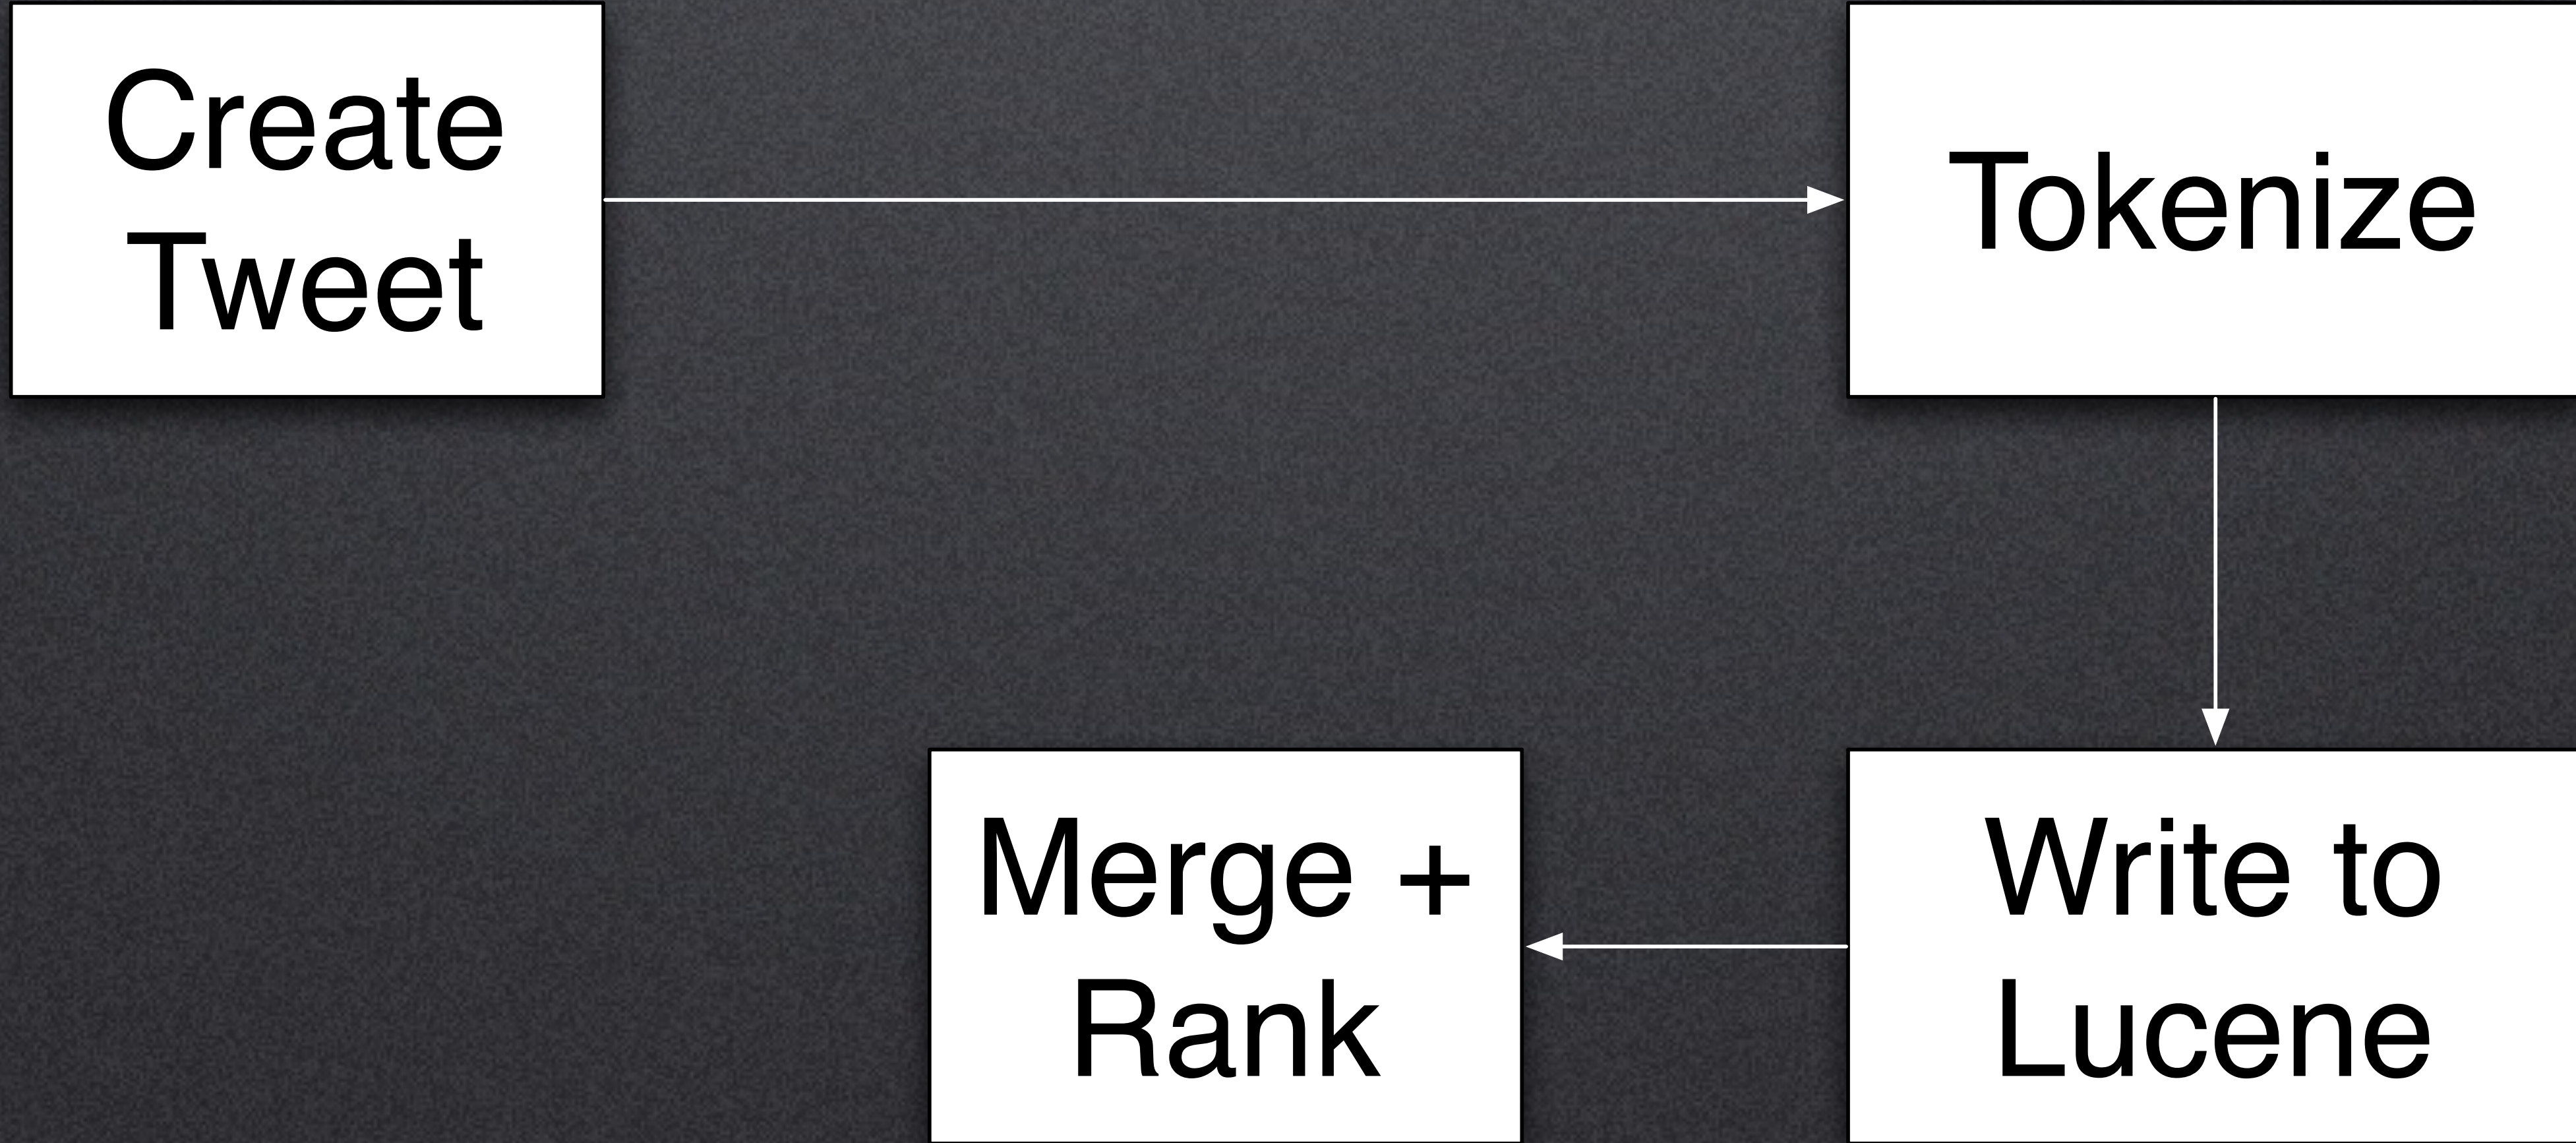 Create
Tweet
Tokenize
Merge +
Rank
Write to
Lucene